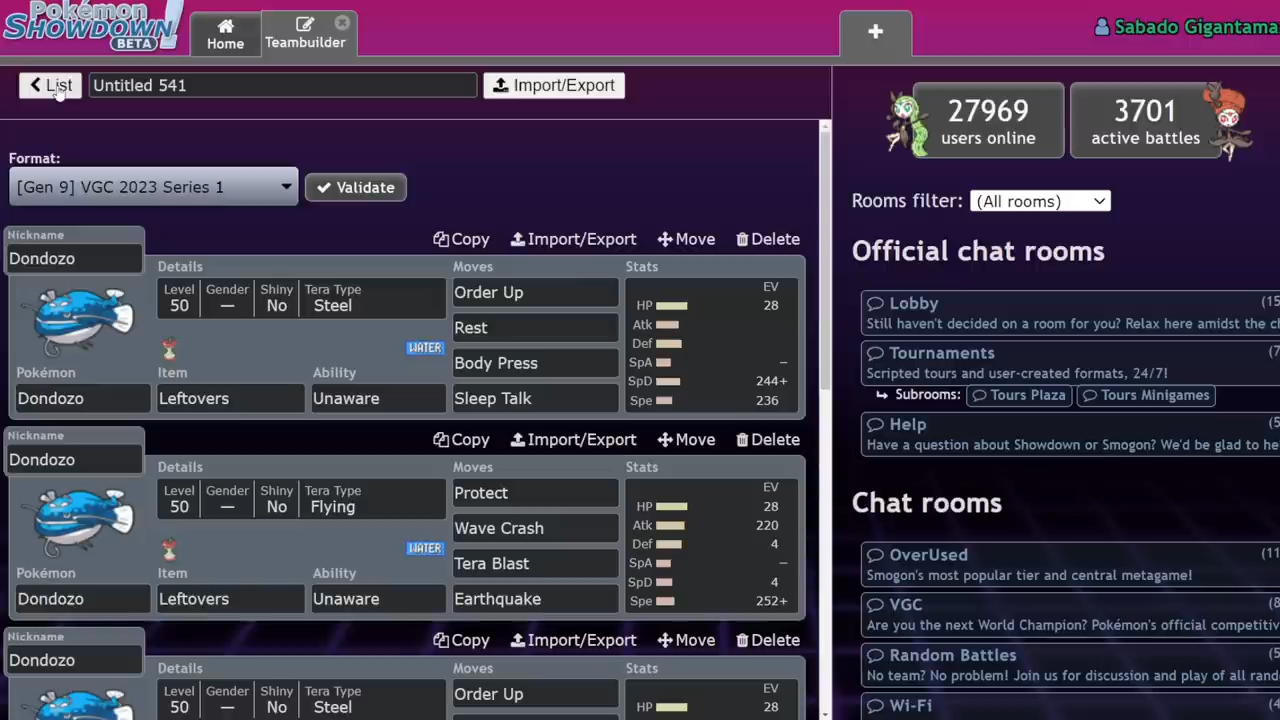 Pokémon
SHOWDOWN!
BETA
Home
Teambuilder
+
Sabado Gigantama
List
Untitled 541
Import/Export
27969
users online
3701
active battles
Format:
[Gen 9] VGC 2023 Series 1
Validate
Rooms filter: (All rooms)
Official chat rooms
Lobby
(15
Still haven't decided on a room for you? Relax here amidst the ch
Tournaments
(7
Scripted tours and user-created formats, 24/7!
Subrooms: Tours Plaza Tours Minigames
Help
(5
Have a question about Showdown or Smogon? We'd be glad to he
Chat rooms
OverUsed
(11
Smogon's most popular tier and central metagame!
VGC
(8
Are you the next World Champion? Pokémon's official competitiv
Random Battles
(5
No team? No problem! Join us for discussion and play of all rand
Wi-Fi
(4
Copy Import/Export Move Delete
Nickname
Dondozo
Details
Level Gender Shiny Tera Type
50 — No Steel
WATER
Pokémon Item Ability
Dondozo Leftovers Unaware
Moves
Order Up
Rest
Body Press
Sleep Talk
Stats
EV
HP 28
Atk
Def
SpA –
SpD 244+
Spe 236
Copy Import/Export Move Delete
Nickname
Dondozo
Details
Level Gender Shiny Tera Type
50 — No Flying
WATER
Pokémon Item Ability
Dondozo Leftovers Unaware
Moves
Protect
Wave Crash
Tera Blast
Earthquake
Stats
EV
HP 28
Atk 220
Def 4
SpA –
SpD 4
Spe 252+
Copy Import/Export Move Delete
Nickname
Dondozo
Details
Level Gender Shiny Tera Type
50 — No Steel
Moves
Order Up
Stats
EV
HP 28